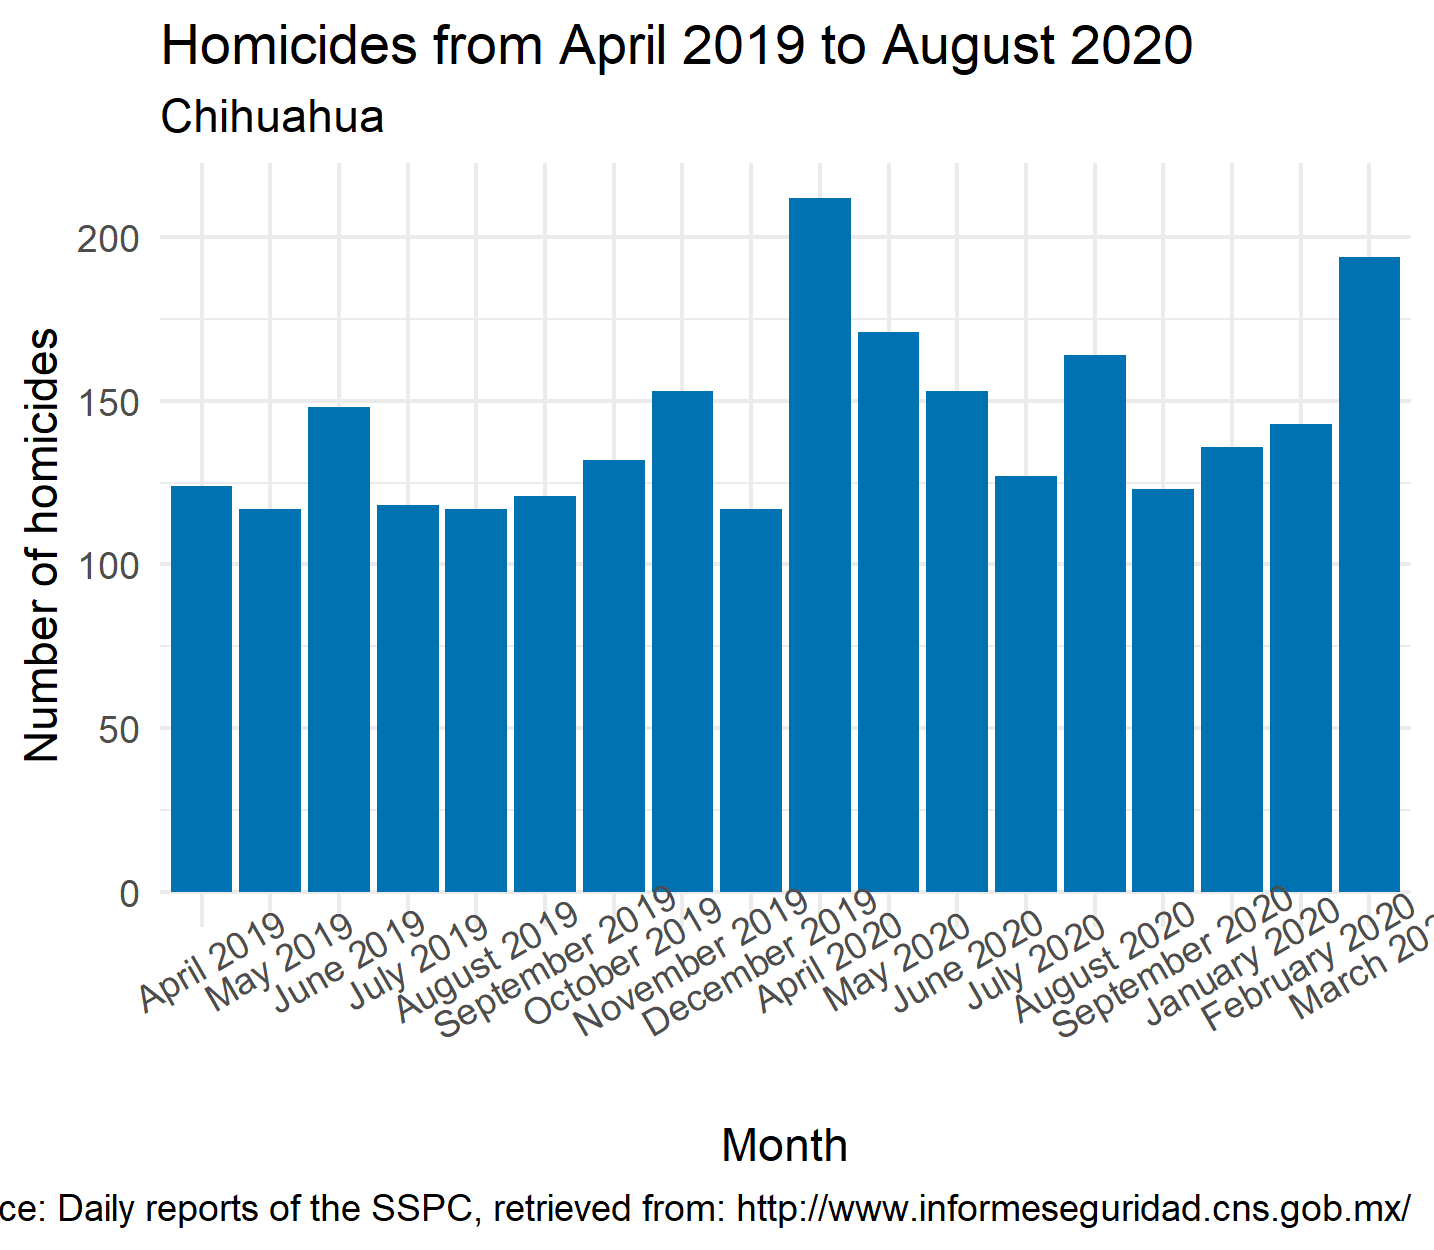 Homicides from April 2019 to August 2020
Chihuahua
Number of homicides
200
150
100
50
0
April 2019
May 2019
June 2019
July 2019
August 2019
September 2019
October 2019
November 2019
December 2019
April 2020
May 2020
June 2020
July 2020
August 2020
September 2020
January 2020
February 2020
March 202
Month
ce: Daily reports of the SSPC, retrieved from: http://www.informeseguridad.cns.gob.mx/